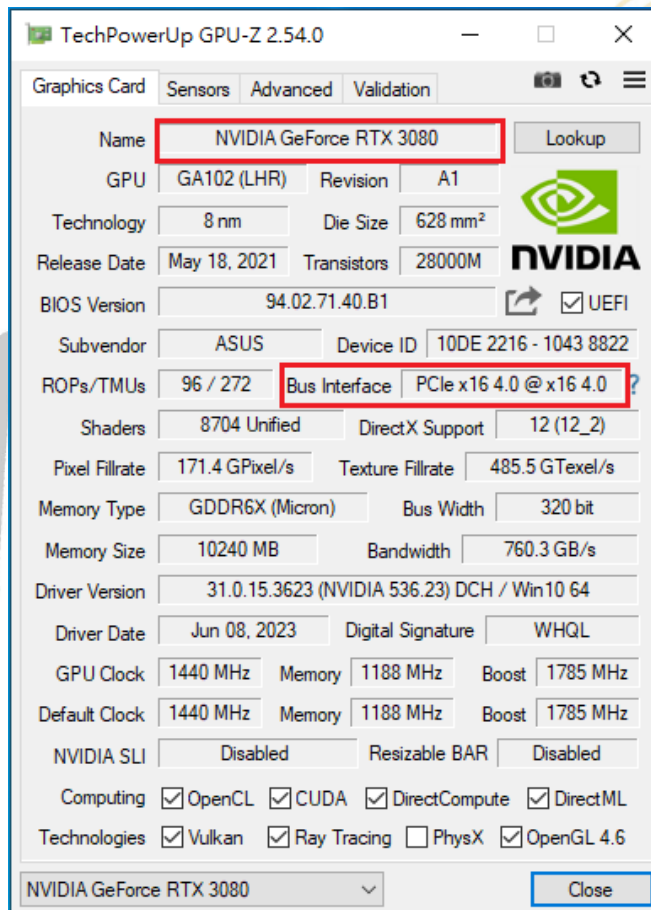 TechPowerUp GPU-Z 2.54.0
Graphics Card Sensors Advanced Validation
Name NVIDIA GeForce RTX 3080 Lookup
GPU GA102 (LHR) Revision A1
Technology 8 nm Die Size 628 mm²
NVIDIA
Release Date May 18, 2021 Transistors 28000M
BIOS Version 94.02.71.40.B1 UEFI
Subvendor ASUS Device ID 10DE 2216 - 1043 8822
ROPs/TMUs 96 / 272 Bus Interface PCIe x16 4.0 @ x16 4.0 ?
Shaders 8704 Unified DirectX Support 12 (12_2)
Pixel Fillrate 171.4 GPixel/s Texture Fillrate 485.5 GTexel/s
Memory Type GDDR6X (Micron) Bus Width 320 bit
Memory Size 10240 MB Bandwidth 760.3 GB/s
Driver Version 31.0.15.3623 (NVIDIA 536.23) DCH / Win10 64
Driver Date Jun 08, 2023 Digital Signature WHQL
GPU Clock 1440 MHz Memory 1188 MHz Boost 1785 MHz
Default Clock 1440 MHz Memory 1188 MHz Boost 1785 MHz
NVIDIA SLI Disabled Resizable BAR Disabled
Computing OpenCL CUDA DirectCompute DirectML
Technologies Vulkan Ray Tracing PhysX OpenGL 4.6
NVIDIA GeForce RTX 3080 Close